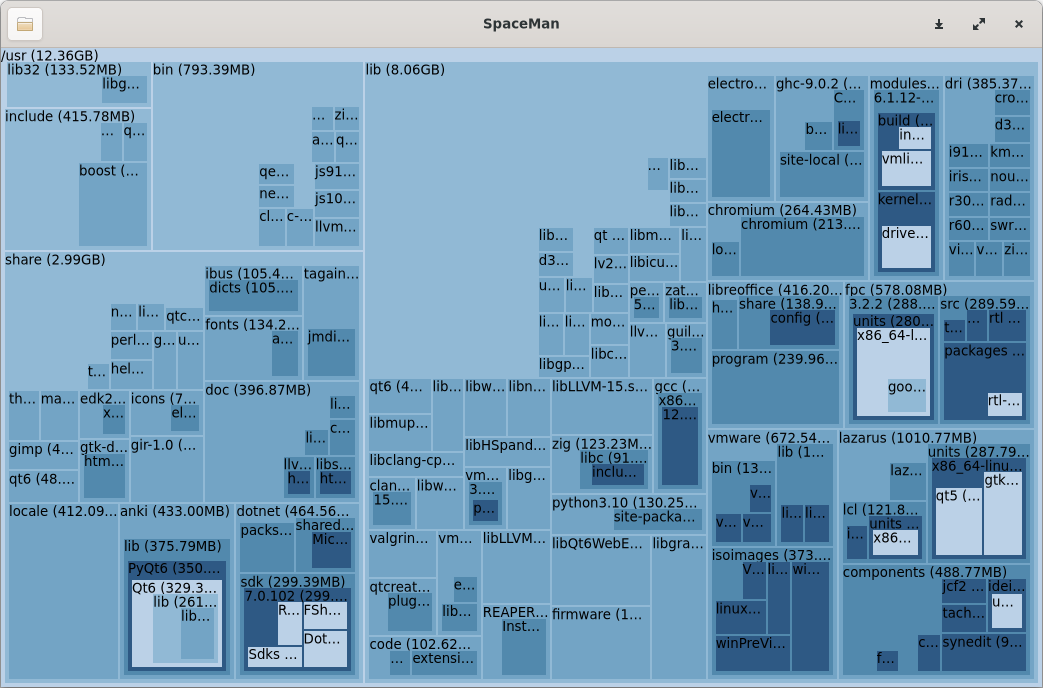 SpaceMan
/usr (12.36GB)
lib32 (133.52MB)
libg...
bin (793.39MB)
... zi...
a... q...
qe... js91...
ne... js10...
cl... c-... llvm...
include (415.78MB)
... q...
boost (...
share (2.99GB)
ibus (105.4...
dicts (105....
tagain...
n... li... qtc...
fonts (134.2...
a...
jmdi...
perl... g... u...
t... hel...
doc (396.87MB)
li...
c...
li...
llv... libs...
h... ht...
th... ma... edk2... icons (7...
x... el...
gimp (4... gtk-d... gir-1.0 (...
htm...
qt6 (48....
locale (412.09...
anki (433.00MB)
lib (375.79MB)
PyQt6 (350....
Qt6 (329.3...
lib (261...
lib...
dotnet (464.56...
packs... shared...
Mic...
sdk (299.39MB)
7.0.102 (299....
R... FSh...
Dot...
Sdks ...
lib (8.06GB)
... lib...
lib...
lib...
lib... qt ... libm... li...
d3... lv2... libicu...
u... li... lib... pe... zat...
5... lib...
li... li... mo... llv... guil...
3....
libgp... libc...
qt6 (4... lib... libw... libn... libLLVM-15.s... gcc (...
x86...
12....
libmup...
libHSpand... zig (123.23M...
libc (91....
inclu...
libclang-cp...
clan... libw... vm... libg...
15.... 3....
p...
python3.10 (130.25...
site-packa...
valgrin... vm... libLLVM... libQt6WebE... libgra...
qtcreat... e...
plug... lib...
REAPER... firmware (1...
Inst...
code (102.62...
... extensi...
electro...
electr...
ghc-9.0.2 (...
C...
b... li...
site-local (...
modules...
6.1.12-...
build (...
in...
vmli...
kernel...
drive...
dri (385.37...
cro...
d3...
i91... km...
iris... nou...
r30... rad...
r60... swr...
vi... v... zi...
chromium (264.43MB)
chromium (213....
lo...
libreoffice (416.20...
h... share (138.9...
config (...
program (239.96...
fpc (578.08MB)
3.2.2 (288....
units (280...
x86_64-l...
goo...
src (289.59...
t... rtl ...
packages ...
rtl-...
vmware (672.54...
lib (1...
bin (13...
v...
v... v... li... li...
isoimages (373....
V... li... wi...
linux...
winPreVi...
lazarus (1010.77MB)
units (287.79...
x86_64-linu...
gtk...
qt5 (...
laz...
lcl (121.8...
units ...
i... x86...
components (488.77MB)
jcf2 ... idei...
u...
tach...
c... synedit (9...
f...